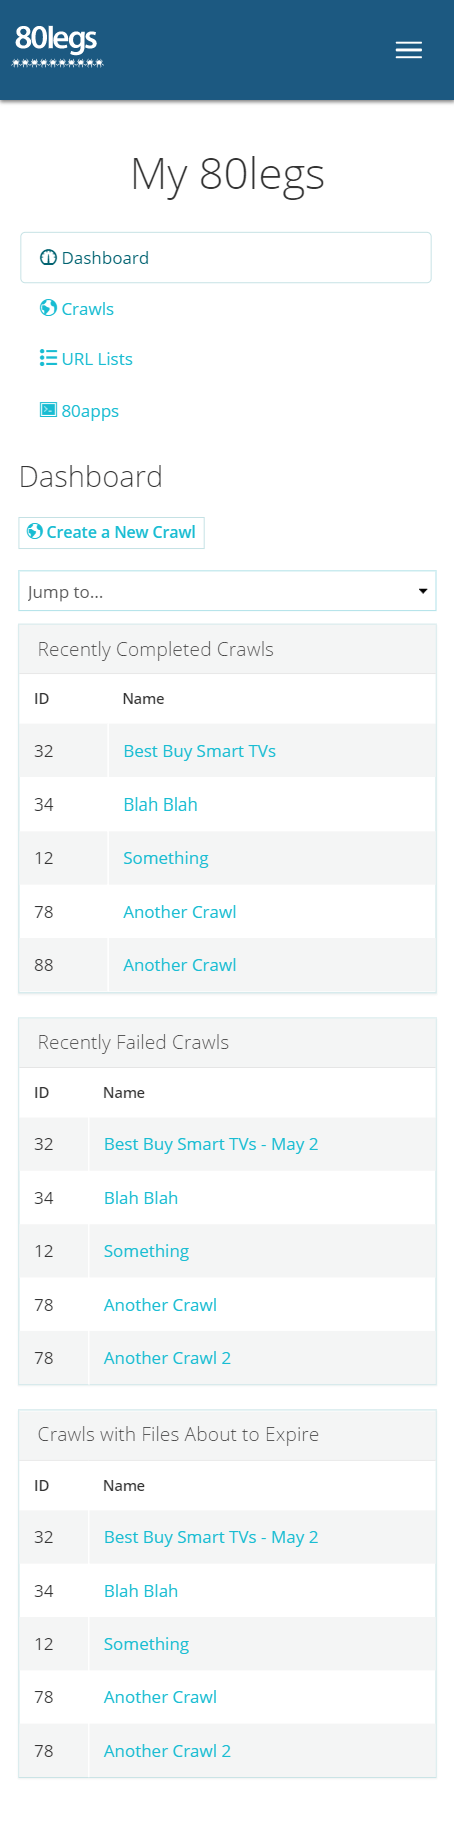 80legs
My 80legs
Dashboard
Crawls
URL Lists
80apps
Dashboard
Create a New Crawl
Jump to...
Recently Completed Crawls
ID Name
32 Best Buy Smart TVs
34 Blah Blah
12 Something
78 Another Crawl
88 Another Crawl
Recently Failed Crawls
ID Name
32 Best Buy Smart TVs - May 2
34 Blah Blah
12 Something
78 Another Crawl
78 Another Crawl 2
Crawls with Files About to Expire
ID Name
32 Best Buy Smart TVs - May 2
34 Blah Blah
12 Something
78 Another Crawl
78 Another Crawl 2